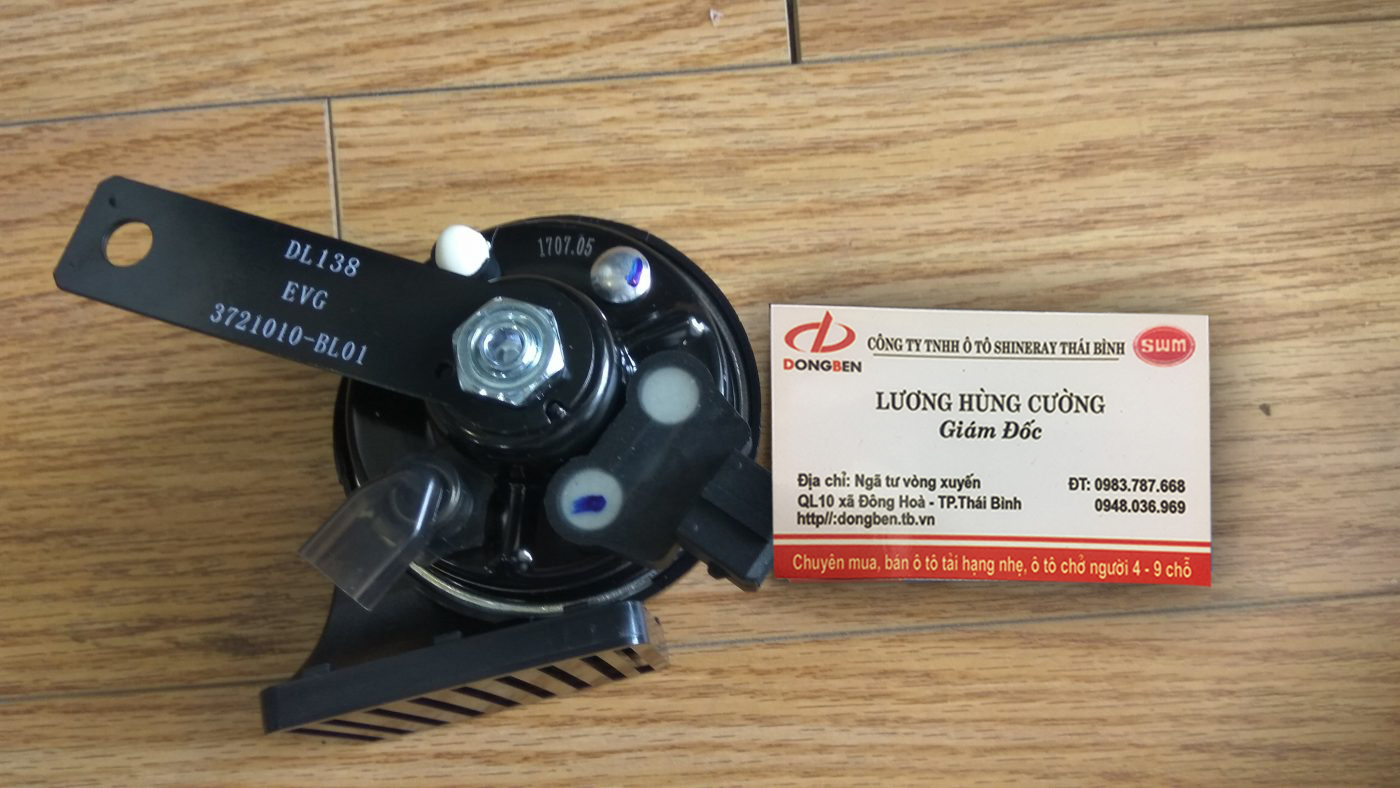 DL138
EVG
3721010-BL01
1707.05
DONGBEN
CÔNG TY TNHH Ô TÔ SHINERAY THÁI BÌNH
SWM
LƯƠNG HÙNG CƯỜNG
Giám Đốc
Địa chỉ: Ngã tư vòng xuyến
QL10 xã Đông Hoà - TP.Thái Bình
http//:dongben.tb.vn
ĐT: 0983.787.668
0948.036.969
Chuyên mua, bán ô tô tải hạng nhẹ, ô tô chở người 4 - 9 chỗ